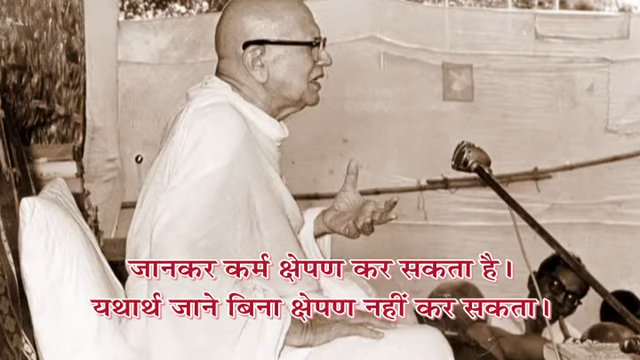 जानकर कर्म क्षेपण कर सकता है।
यथार्थ जाने बिना क्षेपण नहीं कर सकता।